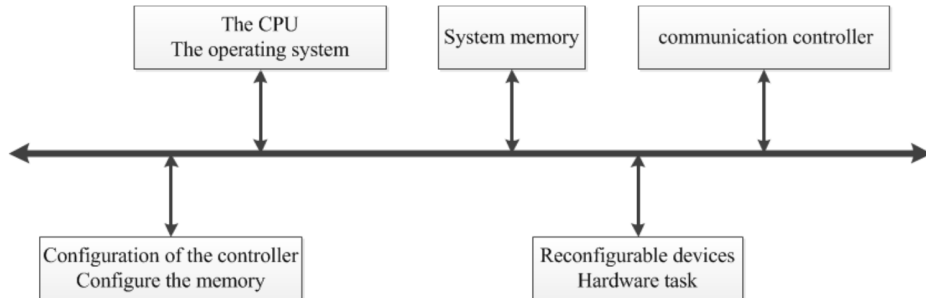 The CPU
The operating system
System memory
communication controller
Configuration of the controller
Configure the memory
Reconfigurable devices
Hardware task